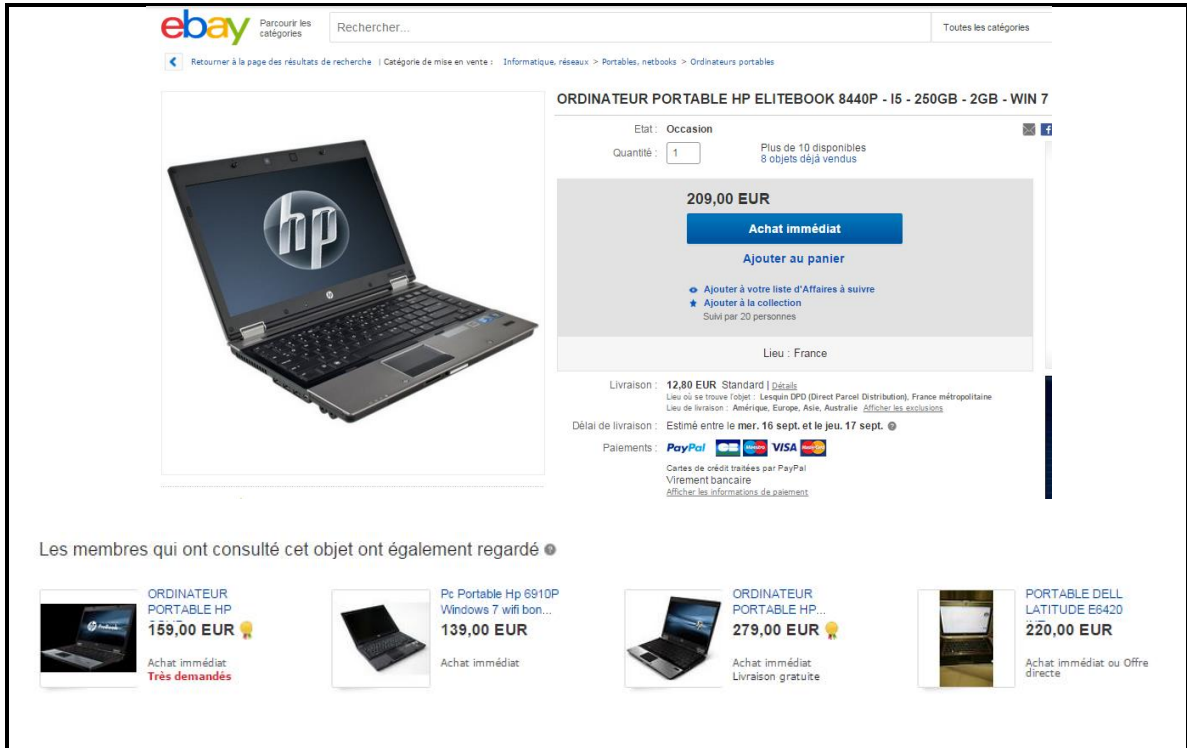 ebay
Parcourir les
catégories
Rechercher...
Toutes les catégories
Retourner à la page des résultats de recherche | Catégorie de mise en vente : Informatique, réseaux > Portables, netbooks > Ordinateurs portables
ORDINATEUR PORTABLE HP ELITEBOOK 8440P - I5 - 250GB - 2GB - WIN 7
hp
Etat : Occasion
Quantité : 1
Plus de 10 disponibles
8 objets déjà vendus
209,00 EUR
Achat immédiat
Ajouter au panier
Ajouter à votre liste d'Affaires à suivre
Ajouter à la collection
Suivi par 20 personnes
Lieu : France
Livraison : 12,80 EUR Standard | Détails
Lieu où se trouve l'objet : Lesquin DPD (Direct Parcel Distribution), France métropolitaine
Lieu de livraison : Amérique, Europe, Asie, Australie Afficher les exclusions
Délai de livraison : Estimé entre le mer. 16 sept. et le jeu. 17 sept.
Paiements : PayPal CB Maestro VISA MasterCard
Cartes de crédit traitées par PayPal
Virement bancaire
Afficher les informations de paiement
Les membres qui ont consulté cet objet ont également regardé
ORDINATEUR
PORTABLE HP
159,00 EUR
Achat immédiat
Très demandés
Pc Portable Hp 6910P
Windows 7 wifi bon...
139,00 EUR
Achat immédiat
ORDINATEUR
PORTABLE HP...
279,00 EUR
Achat immédiat
Livraison gratuite
PORTABLE DELL
LATITUDE E6420
220,00 EUR
Achat immédiat ou Offre
directe